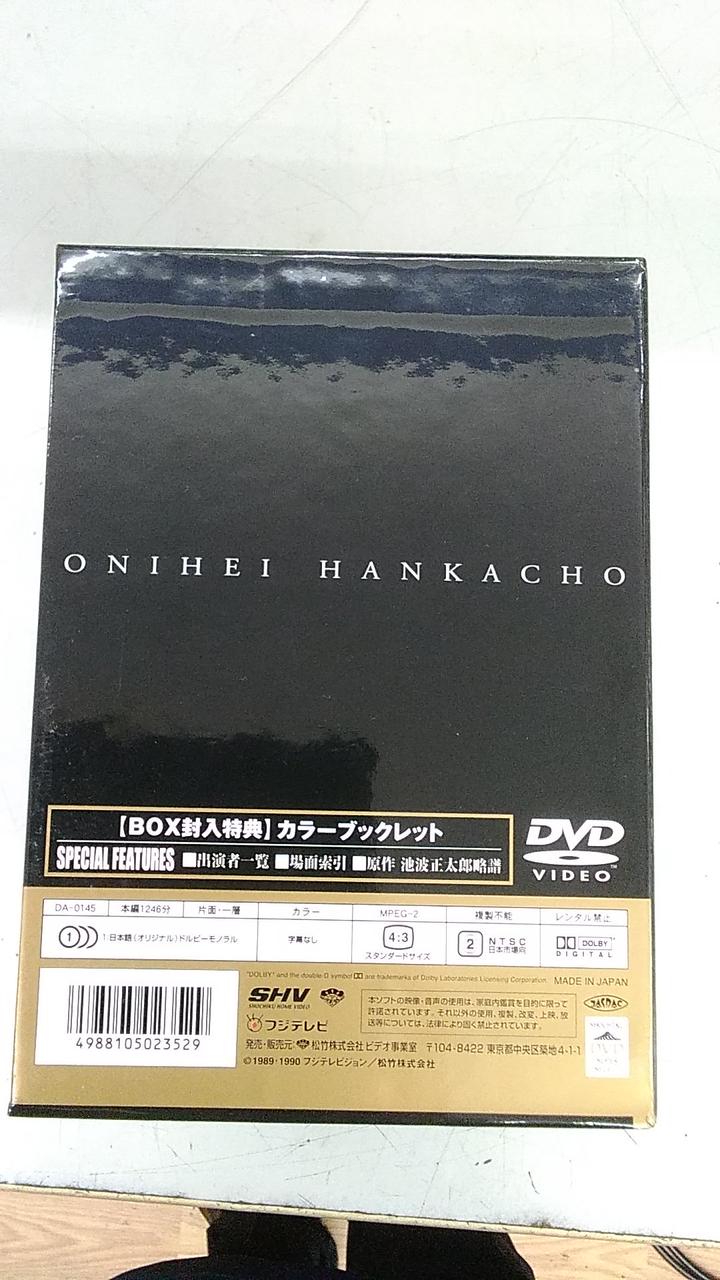 ONIHEI HANKACHO
【BOX封入特典】カラーブックレット
SPECIAL FEATURES ■出演者一覧 ■場面索引 ■原作 池波正太郎略譜
DVD
VIDEO
DA-0145 本編1246分 片面・一層 カラー MPEG-2 複製不能 レンタル禁止
1 1:日本語(オリジナル)ドルビーモノラル 字幕なし 4:3 スタンダードサイズ 2 NTSC 日本市場向 DOLBY DIGITAL
"DOLBY" and the double-D symbol are trademarks of Dolby Laboratories Licensing Corporation. MADE IN JAPAN
SHV
SHOCHIKU HOME VIDEO
フジテレビ
本ソフトの映像・音声の使用は、家庭内鑑賞を目的に限って
許諾されています。それ以外の使用、複製、改変、上映、放
送等については、法律により固く禁止されています。
JASRAC
4988105023529
発売・販売元: 松竹株式会社 ビデオ事業室 〒104-8422 東京都中央区築地4-1-1
©1989・1990 フジテレビジョン/松竹株式会社